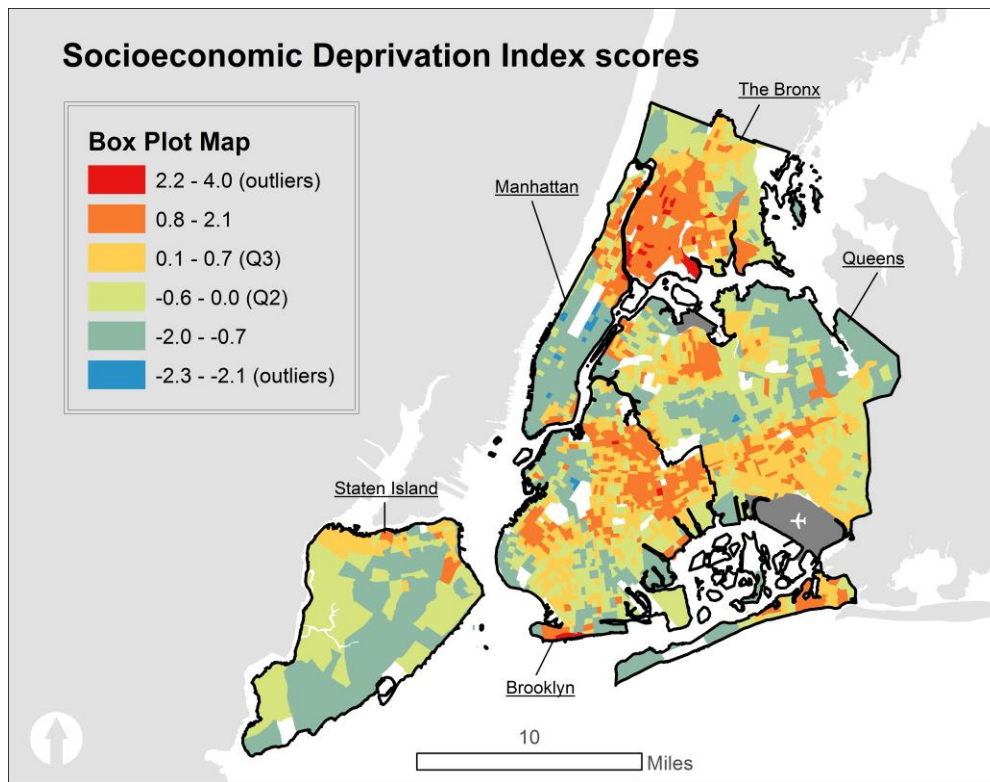 Socioeconomic Deprivation Index scores
The Bronx
Box Plot Map
2.2 - 4.0 (outliers)
0.8 - 2.1
0.1 - 0.7 (Q3)
-0.6 - 0.0 (Q2)
-2.0 - -0.7
-2.3 - -2.1 (outliers)
Manhattan
Queens
Staten Island
Brooklyn
10
Miles